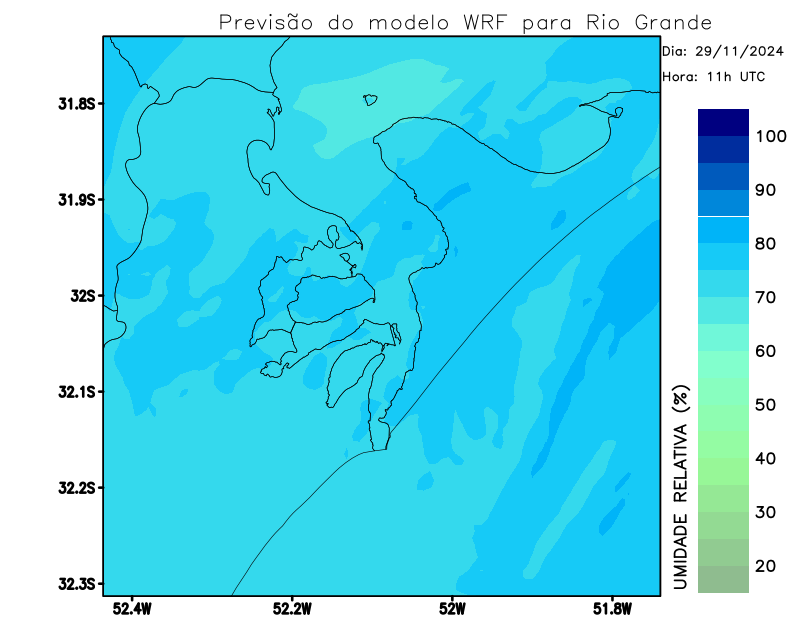 Previsão do modelo WRF para Rio Grande
Dia: 29/11/2024
Hora: 11h UTC
31.8S
31.9S
32S
32.1S
32.2S
32.3S
52.4W
52.2W
52W
51.8W
100
90
80
70
60
50
40
30
20
UMIDADE RELATIVA (%)